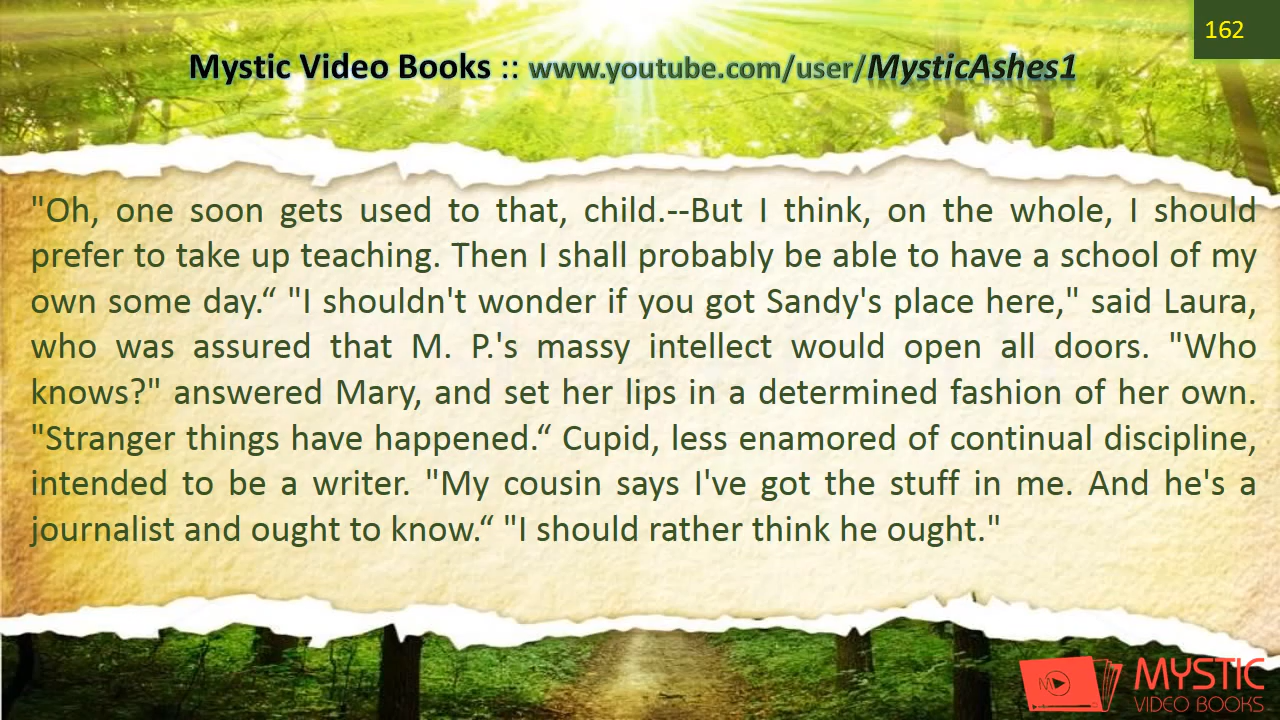 162
Mystic Video Books :: www.youtube.com/user/MysticAshes1
"Oh, one soon gets used to that, child.--But I think, on the whole, I should
prefer to take up teaching. Then I shall probably be able to have a school of my
own some day.“ "I shouldn't wonder if you got Sandy's place here," said Laura,
who was assured that M. P.'s massy intellect would open all doors. "Who
knows?" answered Mary, and set her lips in a determined fashion of her own.
"Stranger things have happened.“ Cupid, less enamored of continual discipline,
intended to be a writer. "My cousin says I've got the stuff in me. And he's a
journalist and ought to know.“ "I should rather think he ought."
MYSTIC
VIDEO BOOKS